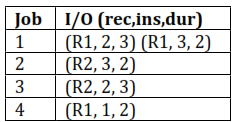 Job I/O (rec,ins,dur)
1 (R1, 2, 3) (R1, 3, 2)
2 (R2, 3, 2)
3 (R2, 2, 3)
4 (R1, 1, 2)